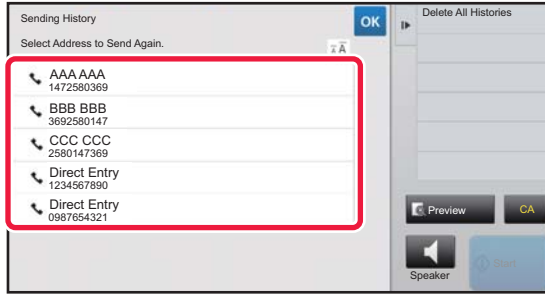 Sending History
OK
Delete All Histories
Select Address to Send Again.
AAA AAA
1472580369
BBB BBB
3692580147
CCC CCC
2580147369
Direct Entry
1234567890
Direct Entry
0987654321
Preview
CA
Speaker
Start